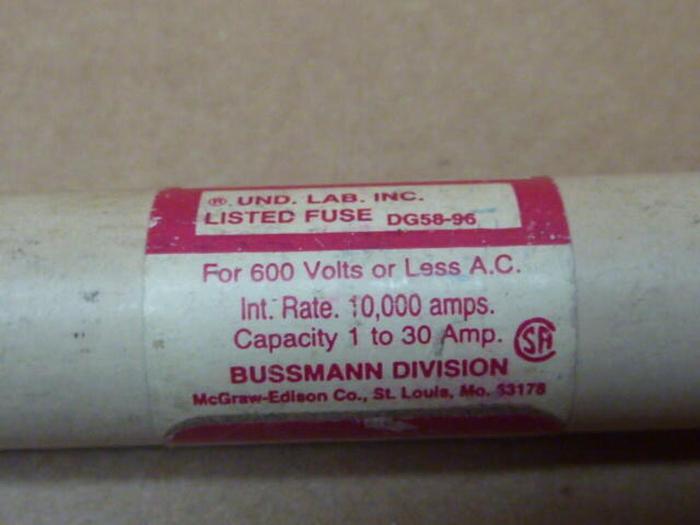 ® UND. LAB. INC.
LISTED FUSE DG58-96
For 600 Volts or Less A.C.
Int. Rate. 10,000 amps.
Capacity 1 to 30 Amp. SA
BUSSMANN DIVISION
McGraw-Edison Co., St. Louis, Mo. 63178